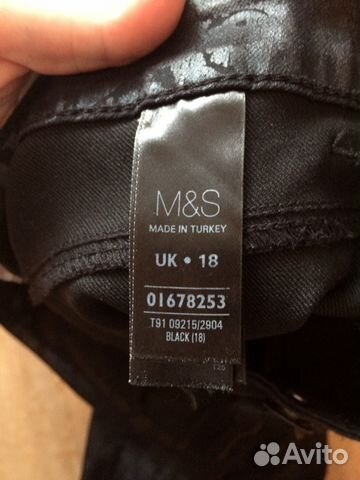 M&S
MADE IN TURKEY
UK • 18
01678253
T91 09215/2904
BLACK (18)
Avito